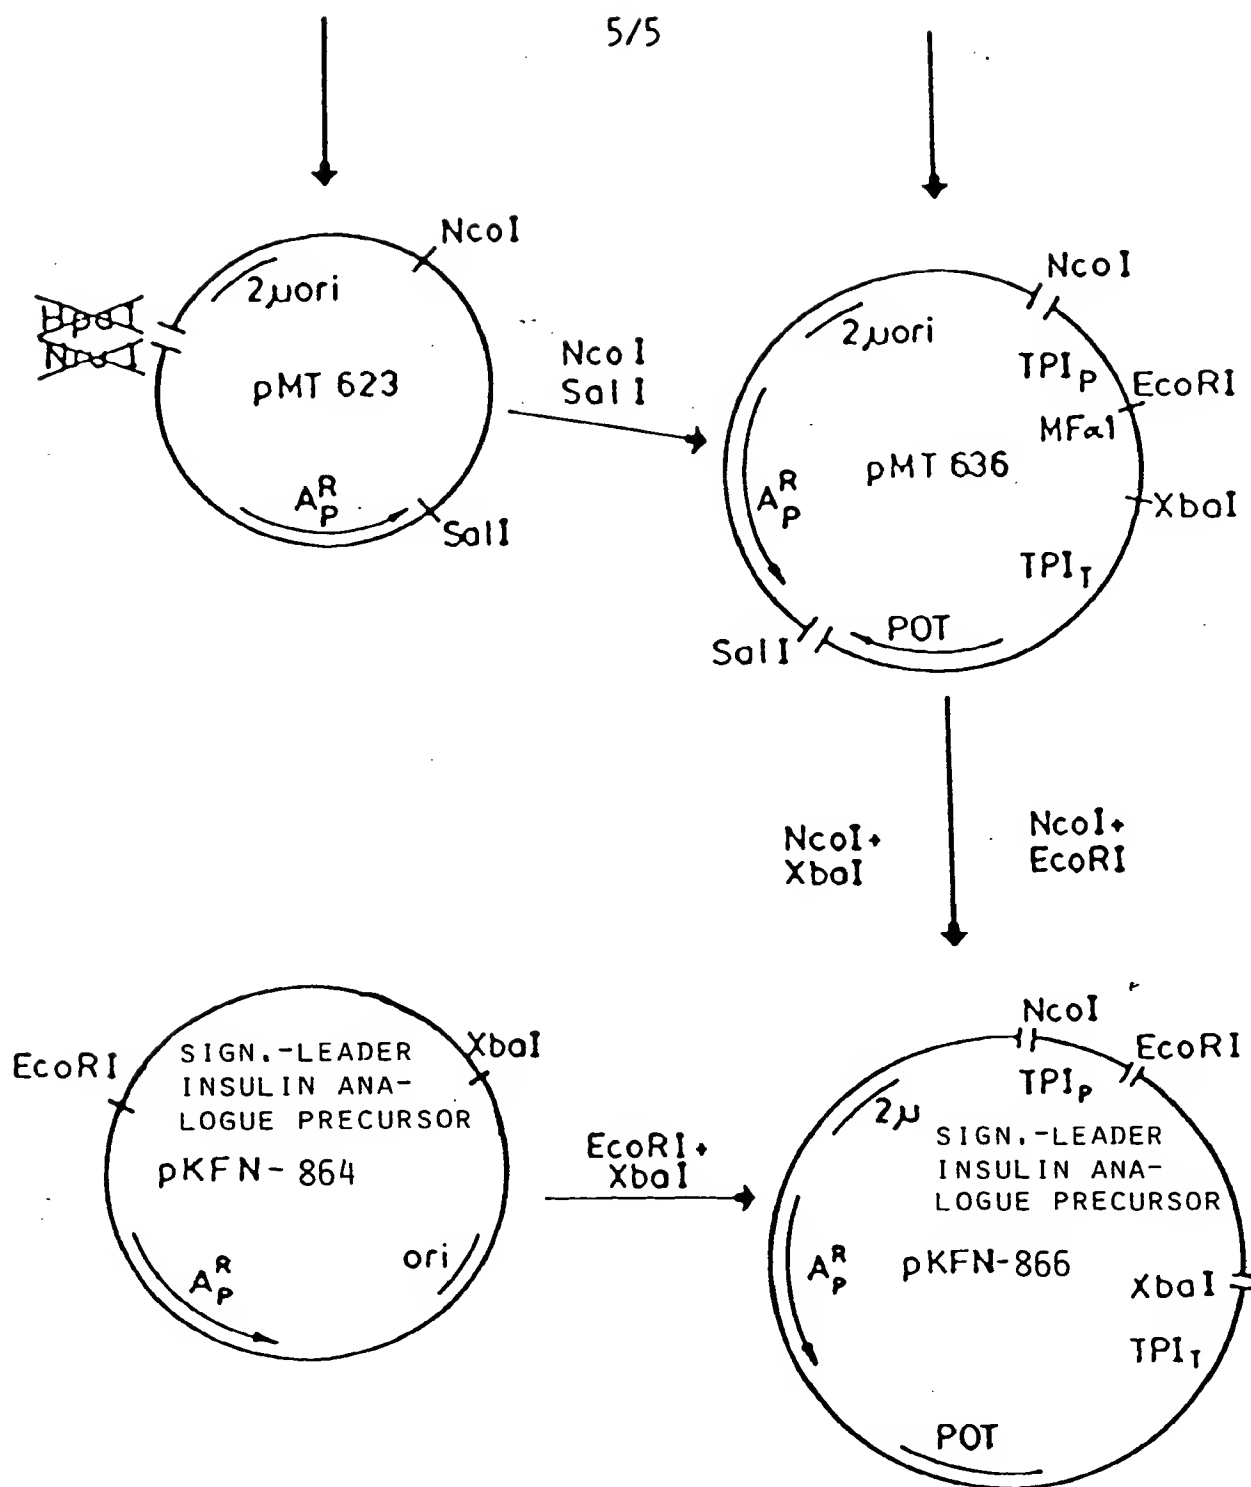 5/5
NcoI
2µori
HpaI
pMT 623
A
R
P
SalI
NcoI
SalI
NcoI
2µori
TPI
P
EcoRI
MFα1
pMT 636
A
R
P
XbaI
TPI
T
POT
SalI
NcoI+
XbaI
NcoI+
EcoRI
EcoRI
XbaI
SIGN.-LEADER
INSULIN ANA-
LOGUE PRECURSOR
pKFN-864
ori
A
R
P
EcoRI+
XbaI
NcoI
EcoRI
TPI
P
2µ
SIGN.-LEADER
INSULIN ANA-
LOGUE PRECURSOR
A
R
P
pKFN-866
XbaI
TPI
T
POT